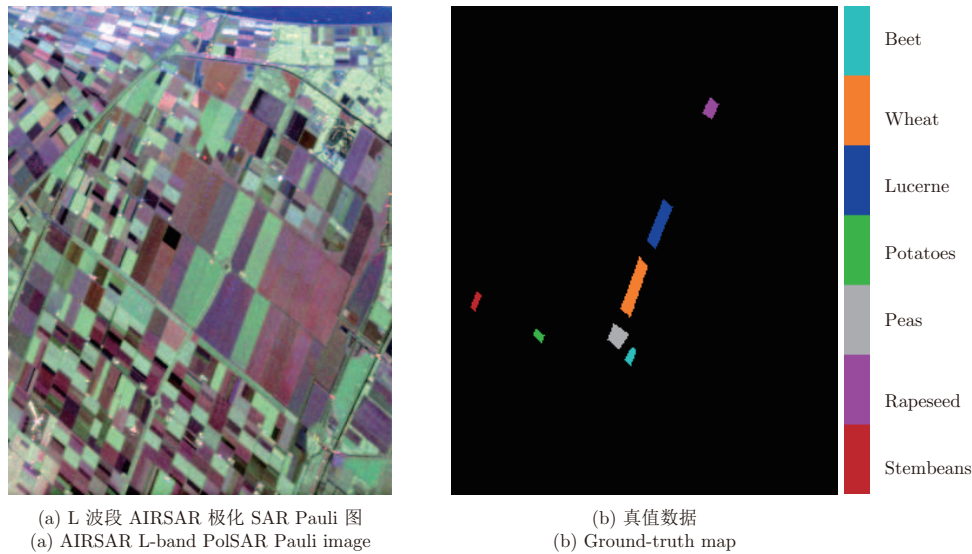 Beet
Wheat
Lucerne
Potatoes
Peas
Rapeseed
Stembeans
(a) L 波段 AIRSAR 极化 SAR Pauli 图
(a) AIRSAR L-band PolSAR Pauli image
(b) 真值数据
(b) Ground-truth map